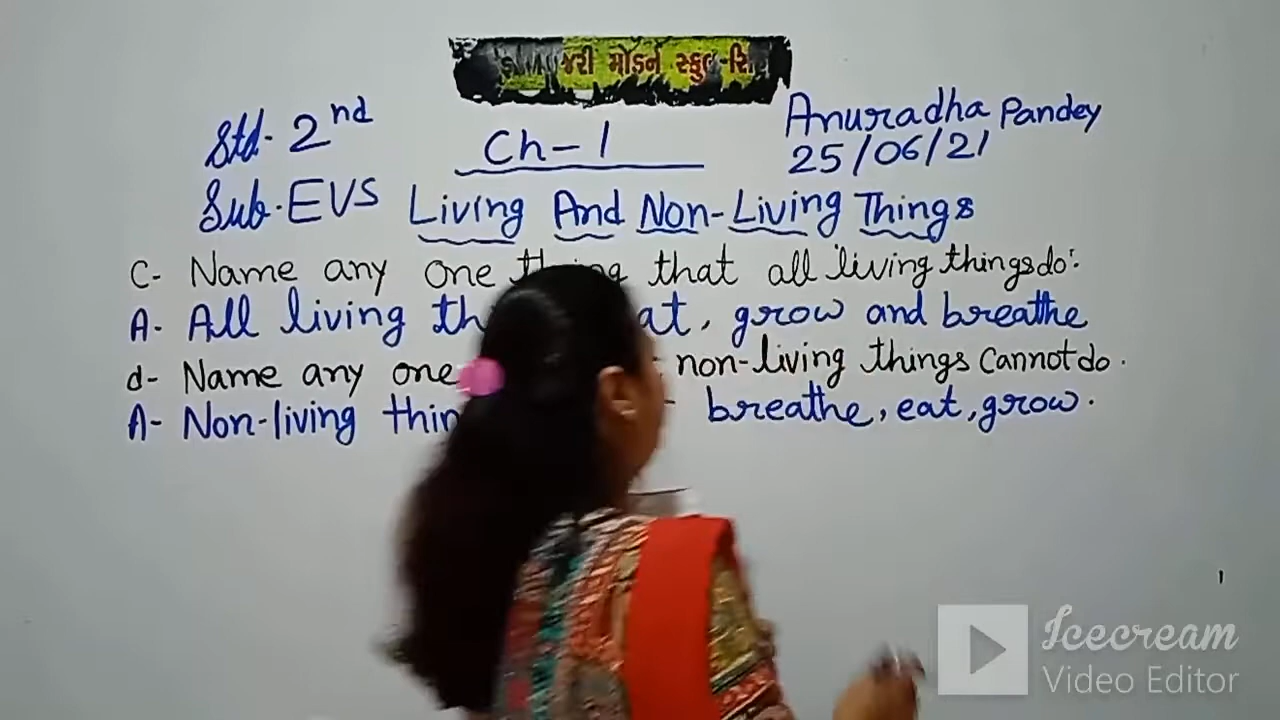 મોડર્ન સ્કુલ-
Std- 2nd
Ch-1
Anuradha Pandey
25/06/21
Sub-EVS
Living And Non-Living Things
C- Name any one thing that all living things do:
A- All living eat, grow and breathe
d- Name any one non-living things cannot do.
A- Non-living breathe, eat, grow.
Icecream
Video Editor